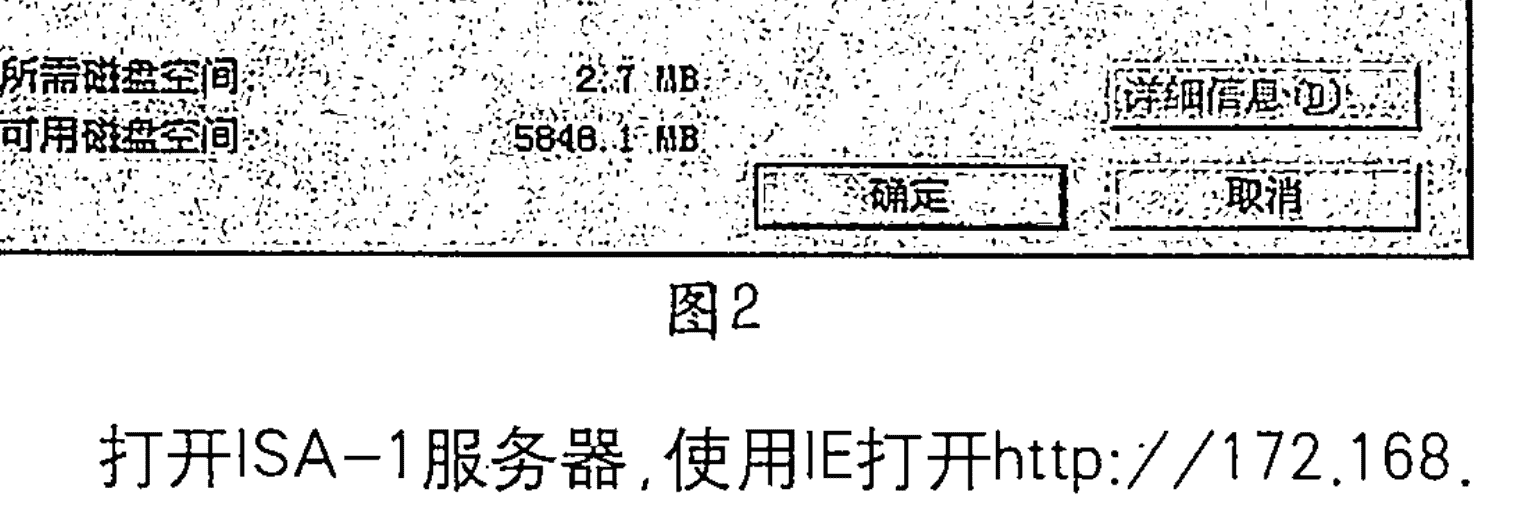 所需磁盘空间: 2.7 MB
详细信息(D)
可用磁盘空间: 5848.1 MB
确定 取消
图2
打开ISA-1服务器,使用IE打开http://172.168.